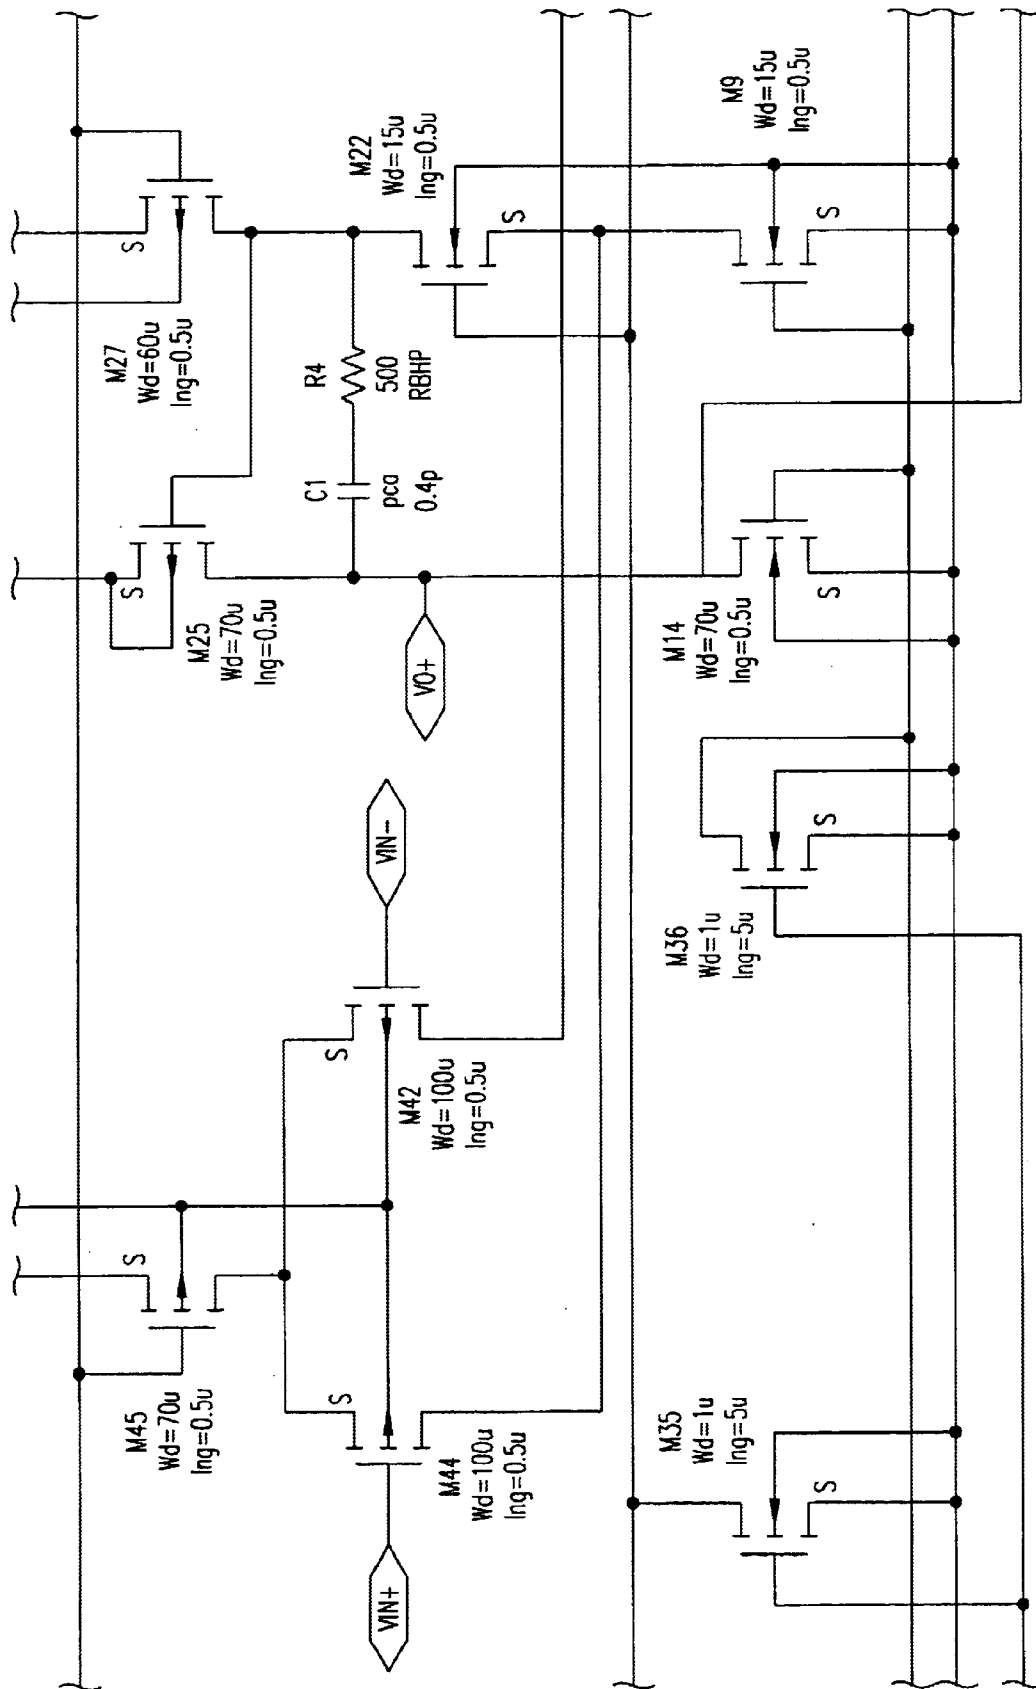 M45
Wd=70u
lng=0.5u
S
VIN+
M44
Wd=100u
lng=0.5u
S
M42
Wd=100u
lng=0.5u
S
VIN-
M25
Wd=70u
lng=0.5u
S
M27
Wd=60u
lng=0.5u
S
VO+
C1
pca
0.4p
R4
500
RBHP
M22
Wd=15u
lng=0.5u
S
M35
Wd=1u
lng=5u
S
M36
Wd=1u
lng=5u
S
M14
Wd=70u
lng=0.5u
S
M9
Wd=15u
lng=0.5u
S